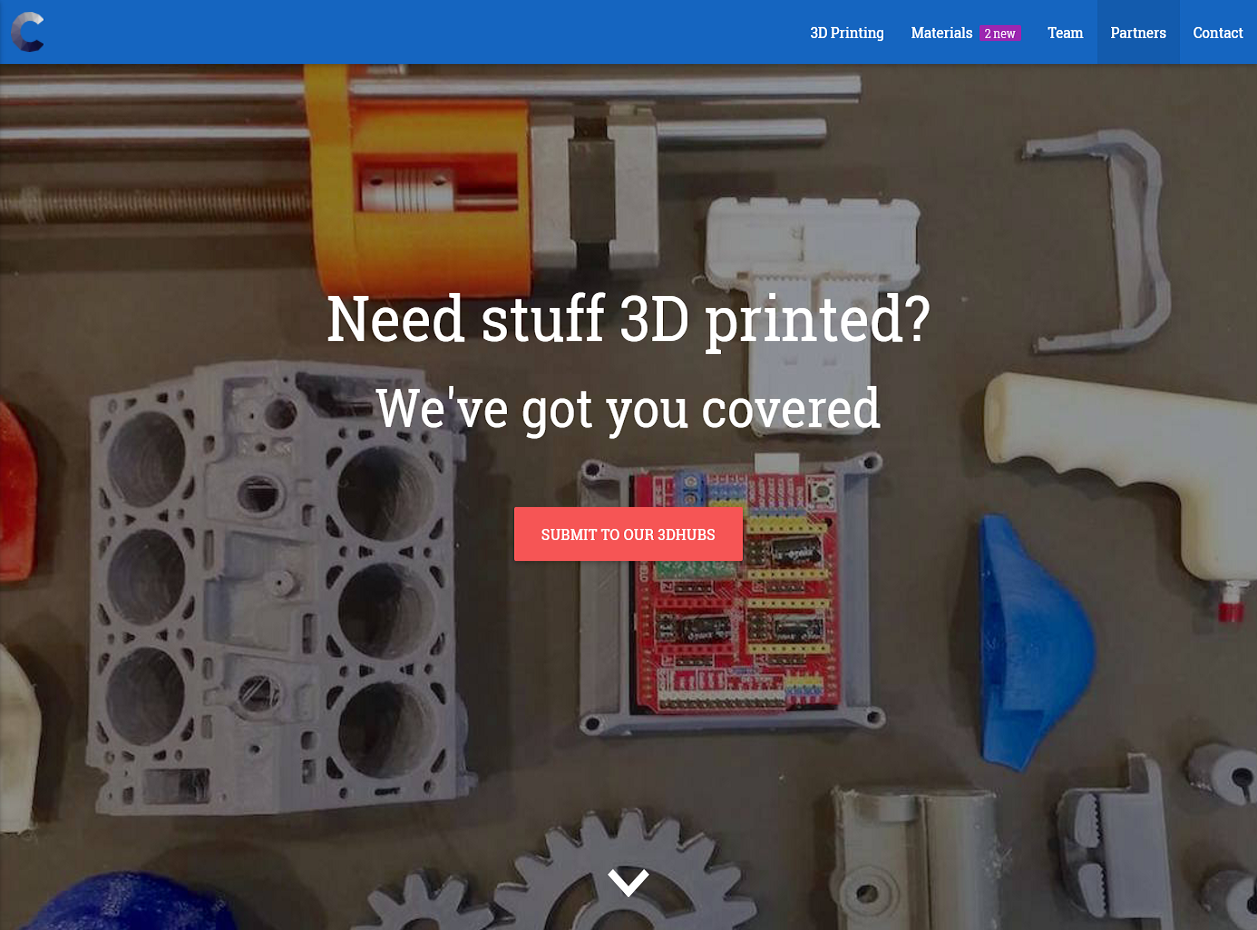 3D Printing Materials 2 new Team Partners Contact
Need stuff 3D printed?
We've got you covered
SUBMIT TO OUR 3DHUBS